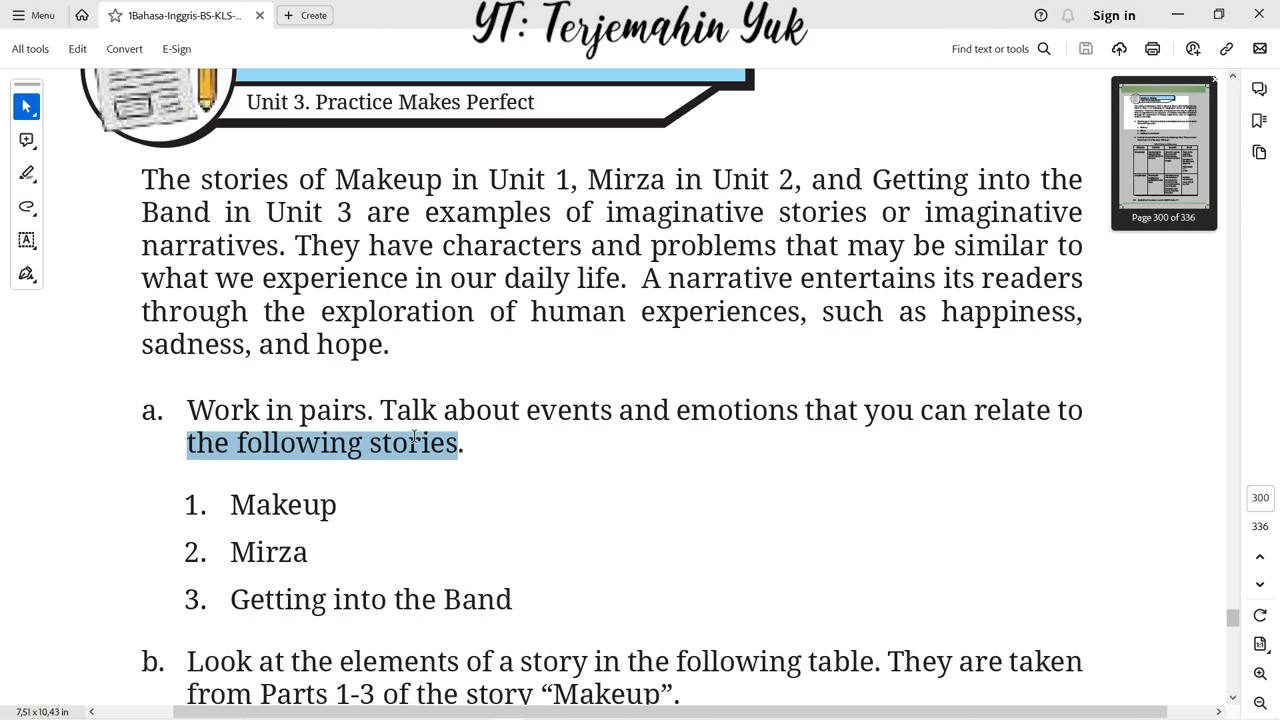 Menu
1Bahasa-Inggris-BS-KLS-...
Create
YT: Terjemahin Yuk
Sign in
All tools
Edit
Convert
E-Sign
Find text or tools
Unit 3. Practice Makes Perfect
The stories of Makeup in Unit 1, Mirza in Unit 2, and Getting into the
Band in Unit 3 are examples of imaginative stories or imaginative
narratives. They have characters and problems that may be similar to
what we experience in our daily life. A narrative entertains its readers
through the exploration of human experiences, such as happiness,
sadness, and hope.
a. Work in pairs. Talk about events and emotions that you can relate to
the following stories.
1. Makeup
2. Mirza
3. Getting into the Band
b. Look at the elements of a story in the following table. They are taken
from Parts 1-3 of the story “Makeup”.
Page 300 of 336
300
336
7,51 x 10,43 in